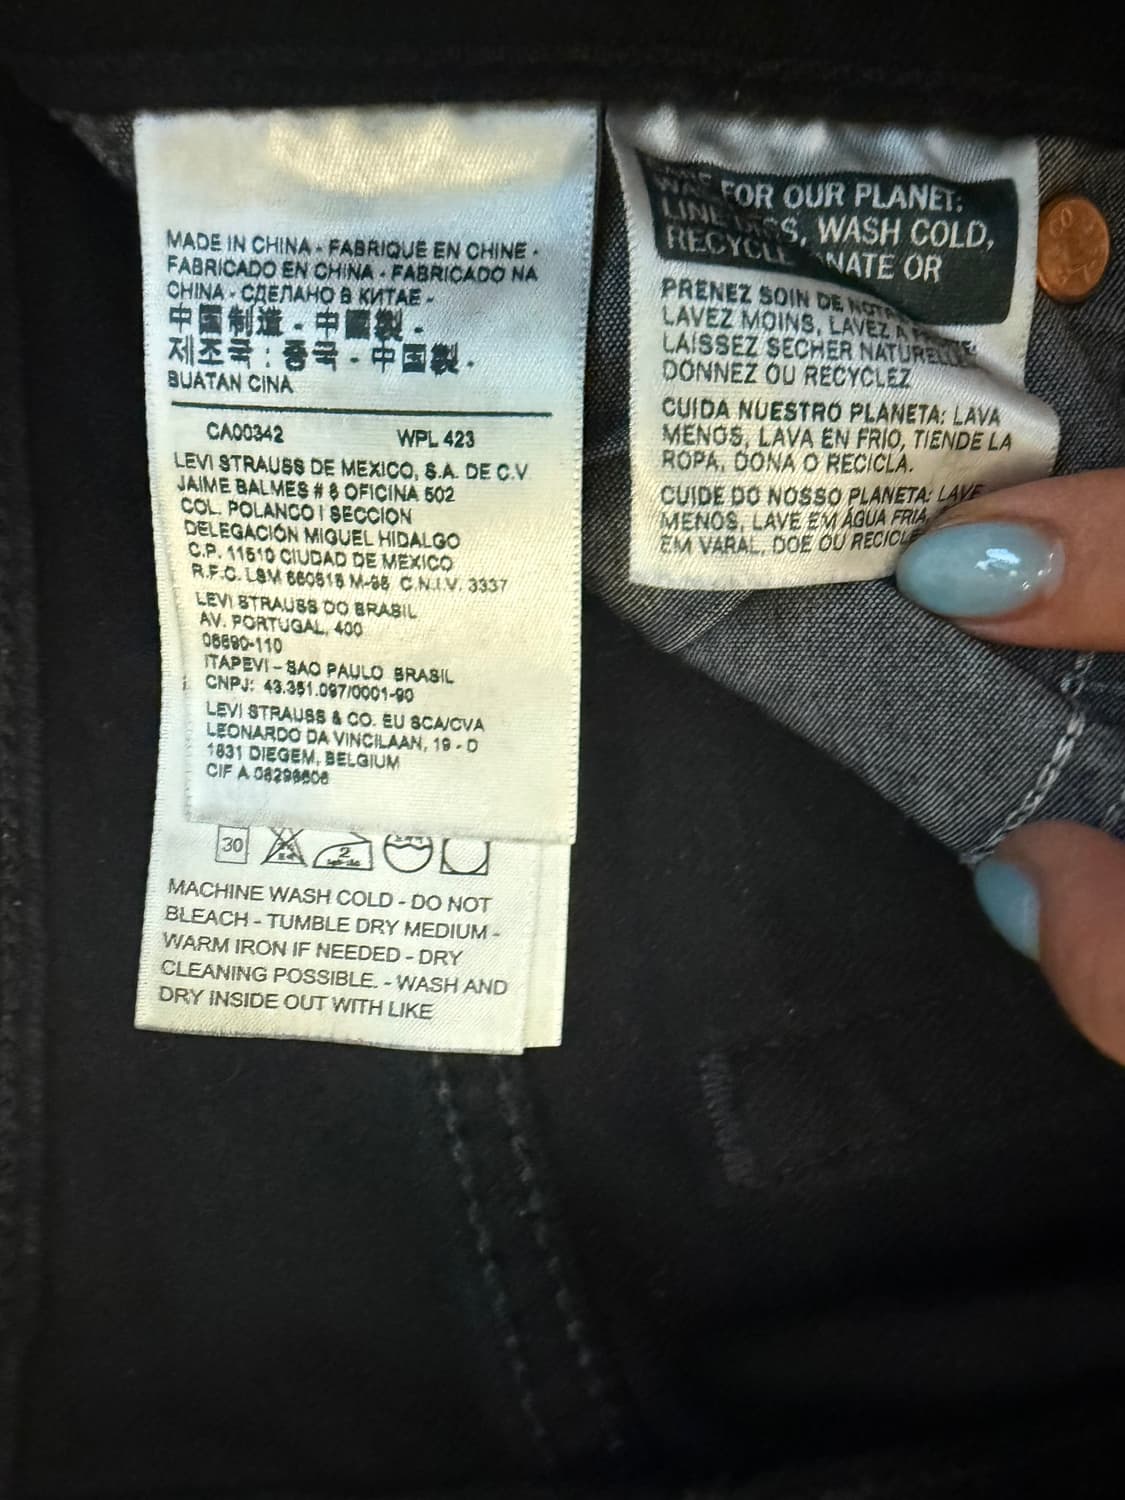 MADE IN CHINA - FABRIQUÉ EN CHINE -
FABRICADO EN CHINA - FABRICADO NA
CHINA - СДЕЛАНО В КИТАЕ -
中国制造 - 中國製 -
제조국 : 중국 - 中国製 -
BUATAN CINA
CA00342 WPL 423
LEVI STRAUSS DE MEXICO, S.A. DE C.V
JAIME BALMES # 8 OFICINA 502
COL. POLANCO I SECCION
DELEGACIÓN MIGUEL HIDALGO
C.P. 11510 CIUDAD DE MEXICO
R.F.C. LSM C.N.I.V. 3337
LEVI STRAUSS DO BRASIL
AV. PORTUGAL, 400
06690-110
ITAPEVI - SAO PAULO BRASIL
CNPJ: 43.351.097/0001-90
LEVI STRAUSS & CO. EU SCA/CVA
LEONARDO DA VINCILAAN, 19 - D
1831 DIEGEM, BELGIUM
CIF A
30
2
MACHINE WASH COLD - DO NOT
BLEACH - TUMBLE DRY MEDIUM -
WARM IRON IF NEEDED - DRY
CLEANING POSSIBLE. - WASH AND
DRY INSIDE OUT WITH LIKE
FOR OUR PLANET:
WASH COLD,
LINE
RECYCLE OR
PRENEZ SOIN DE
LAVEZ MOINS, LAVEZ À
LAISSEZ SECHER
DONNEZ OU RECYCLEZ
CUIDA NUESTRO PLANETA: LAVA
MENOS, LAVA EN FRIO, TIENDE LA
ROPA, DONA O RECICLA.
CUIDE DO NOSSO PLANETA: LAVE
MENOS, LAVE EM ÁGUA FRIA,
EM VARAL, DOE OU